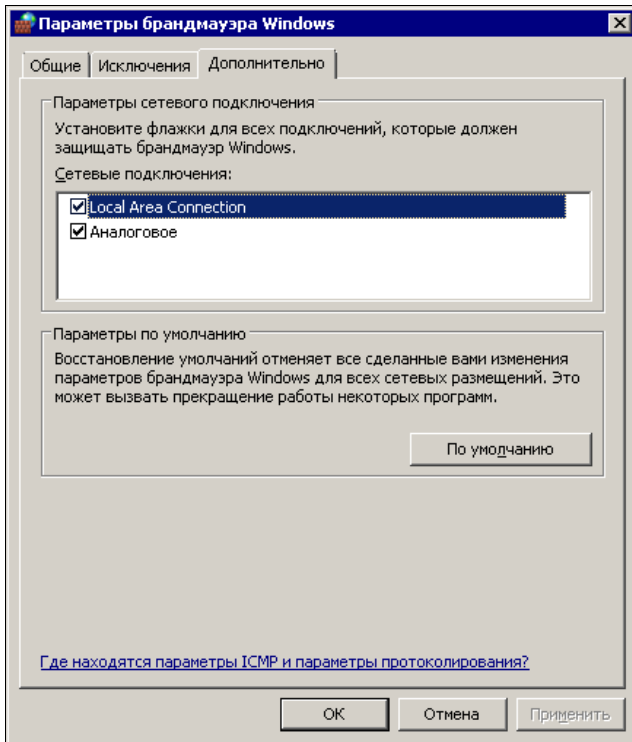 Параметры брандмауэра Windows
Общие
Исключения
Дополнительно
Параметры сетевого подключения
Установите флажки для всех подключений, которые должен
защищать брандмауэр Windows.
Сетевые подключения:
Local Area Connection
Аналоговое
Параметры по умолчанию
Восстановление умолчаний отменяет все сделанные вами изменения
параметров брандмауэра Windows для всех сетевых размещений. Это
может вызвать прекращение работы некоторых программ.
По умолчанию
Где находятся параметры ICMP и параметры протоколирования?
ОК
Отмена
Применить